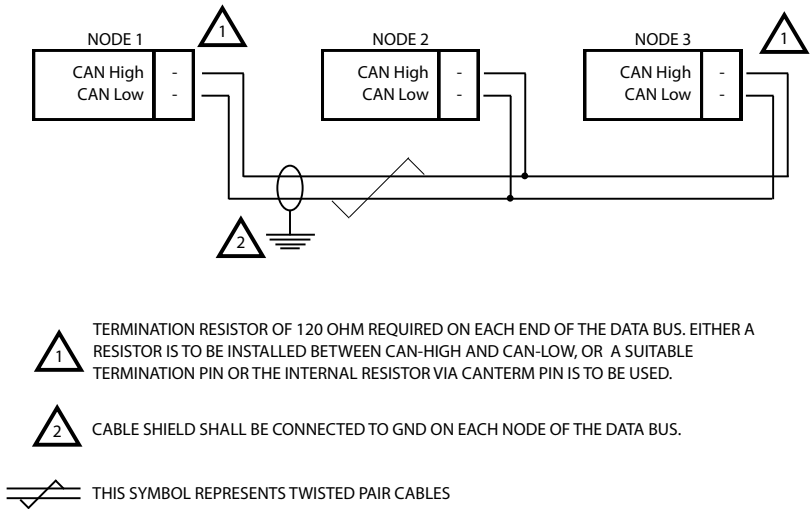 1
1
NODE 1
NODE 2
NODE 3
CAN High -
CAN Low -
CAN High -
CAN Low -
CAN High -
CAN Low -
2
1
TERMINATION RESISTOR OF 120 OHM REQUIRED ON EACH END OF THE DATA BUS. EITHER A
RESISTOR IS TO BE INSTALLED BETWEEN CAN-HIGH AND CAN-LOW, OR A SUITABLE
TERMINATION PIN OR THE INTERNAL RESISTOR VIA CANTERM PIN IS TO BE USED.
2
CABLE SHIELD SHALL BE CONNECTED TO GND ON EACH NODE OF THE DATA BUS.
THIS SYMBOL REPRESENTS TWISTED PAIR CABLES